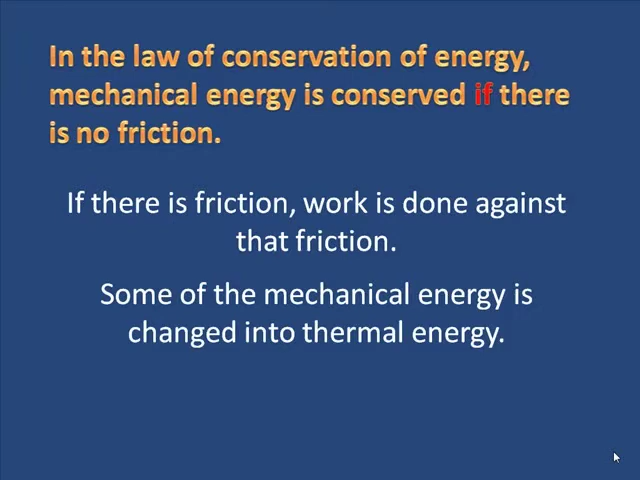 In the law of conservation of energy,
mechanical energy is conserved if there
is no friction.
If there is friction, work is done against
that friction.
Some of the mechanical energy is
changed into thermal energy.